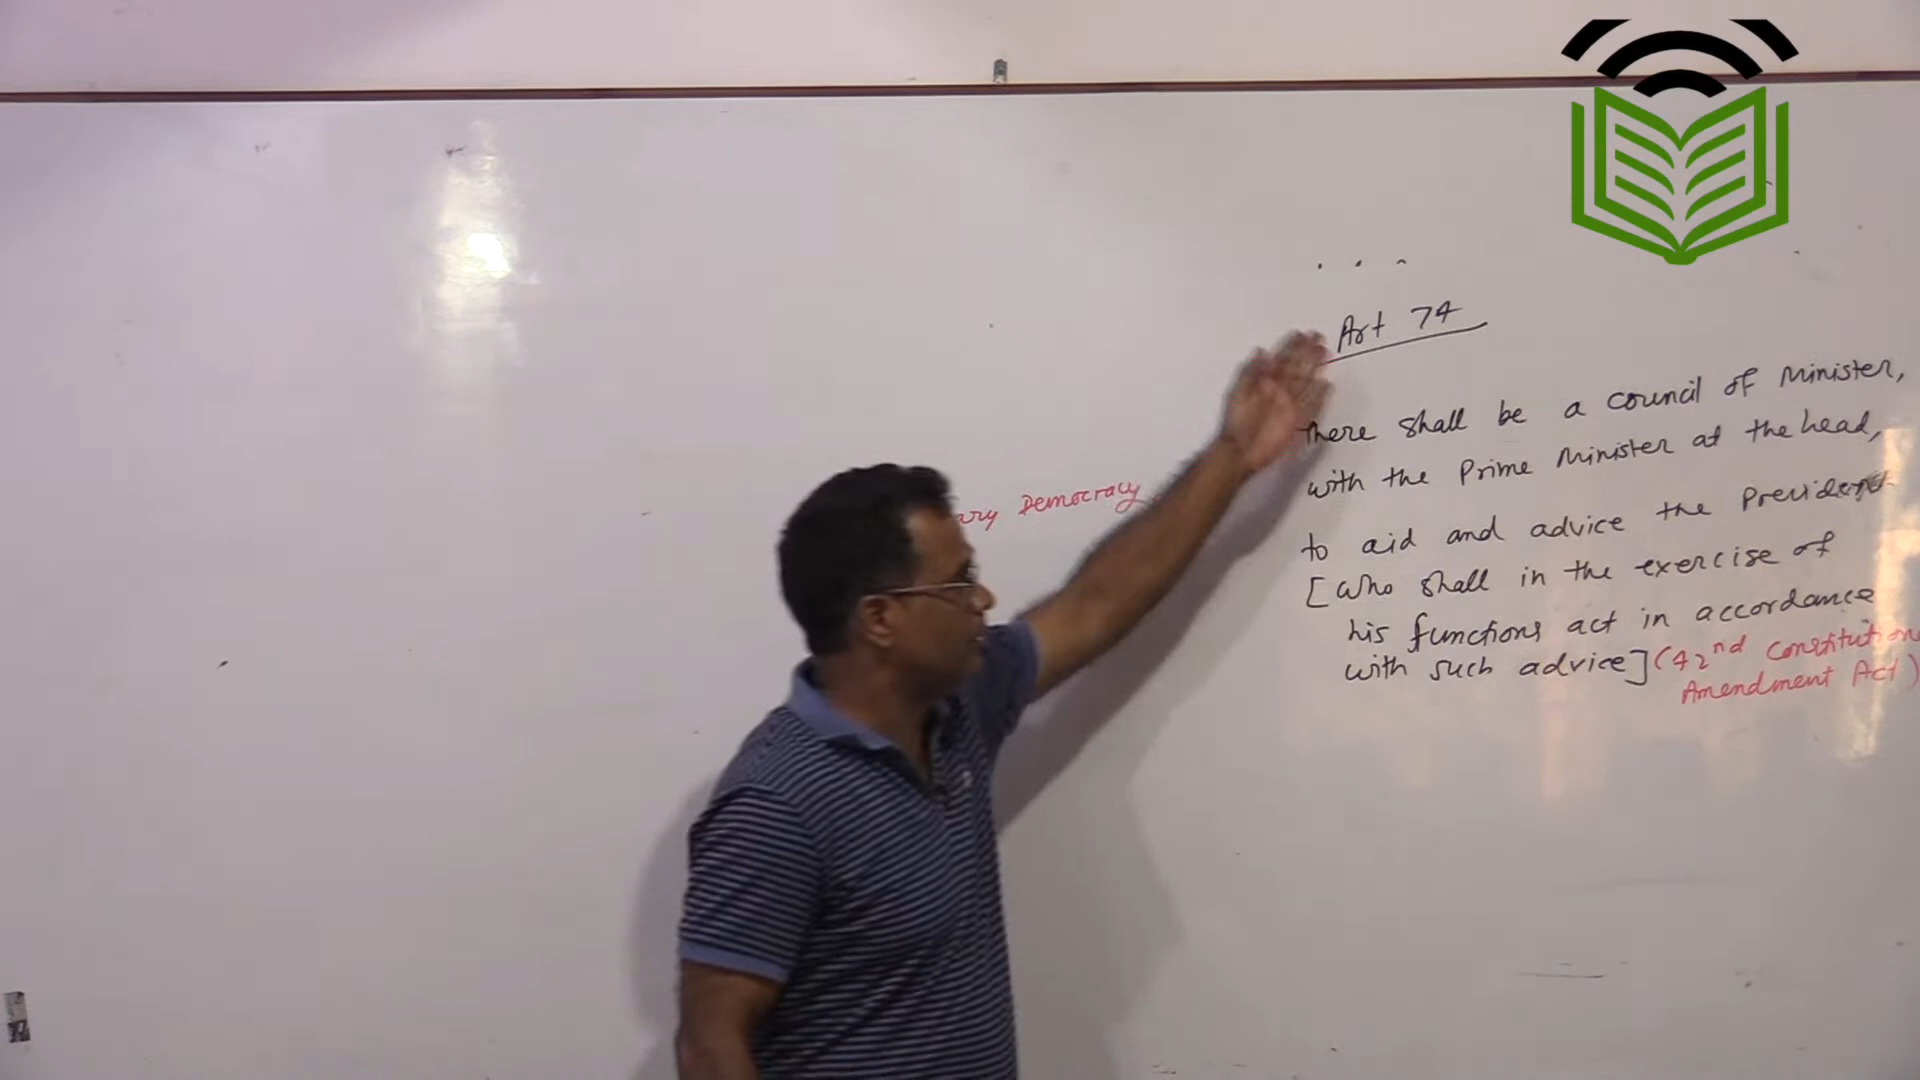 Art 74
There shall be a council of Minister,
with the Prime Minister at the head,
to aid and advice the President
[who shall in the exercise of
his functions act in accordance
with such advice] (42nd Constitution
Amendment Act)
Democracy